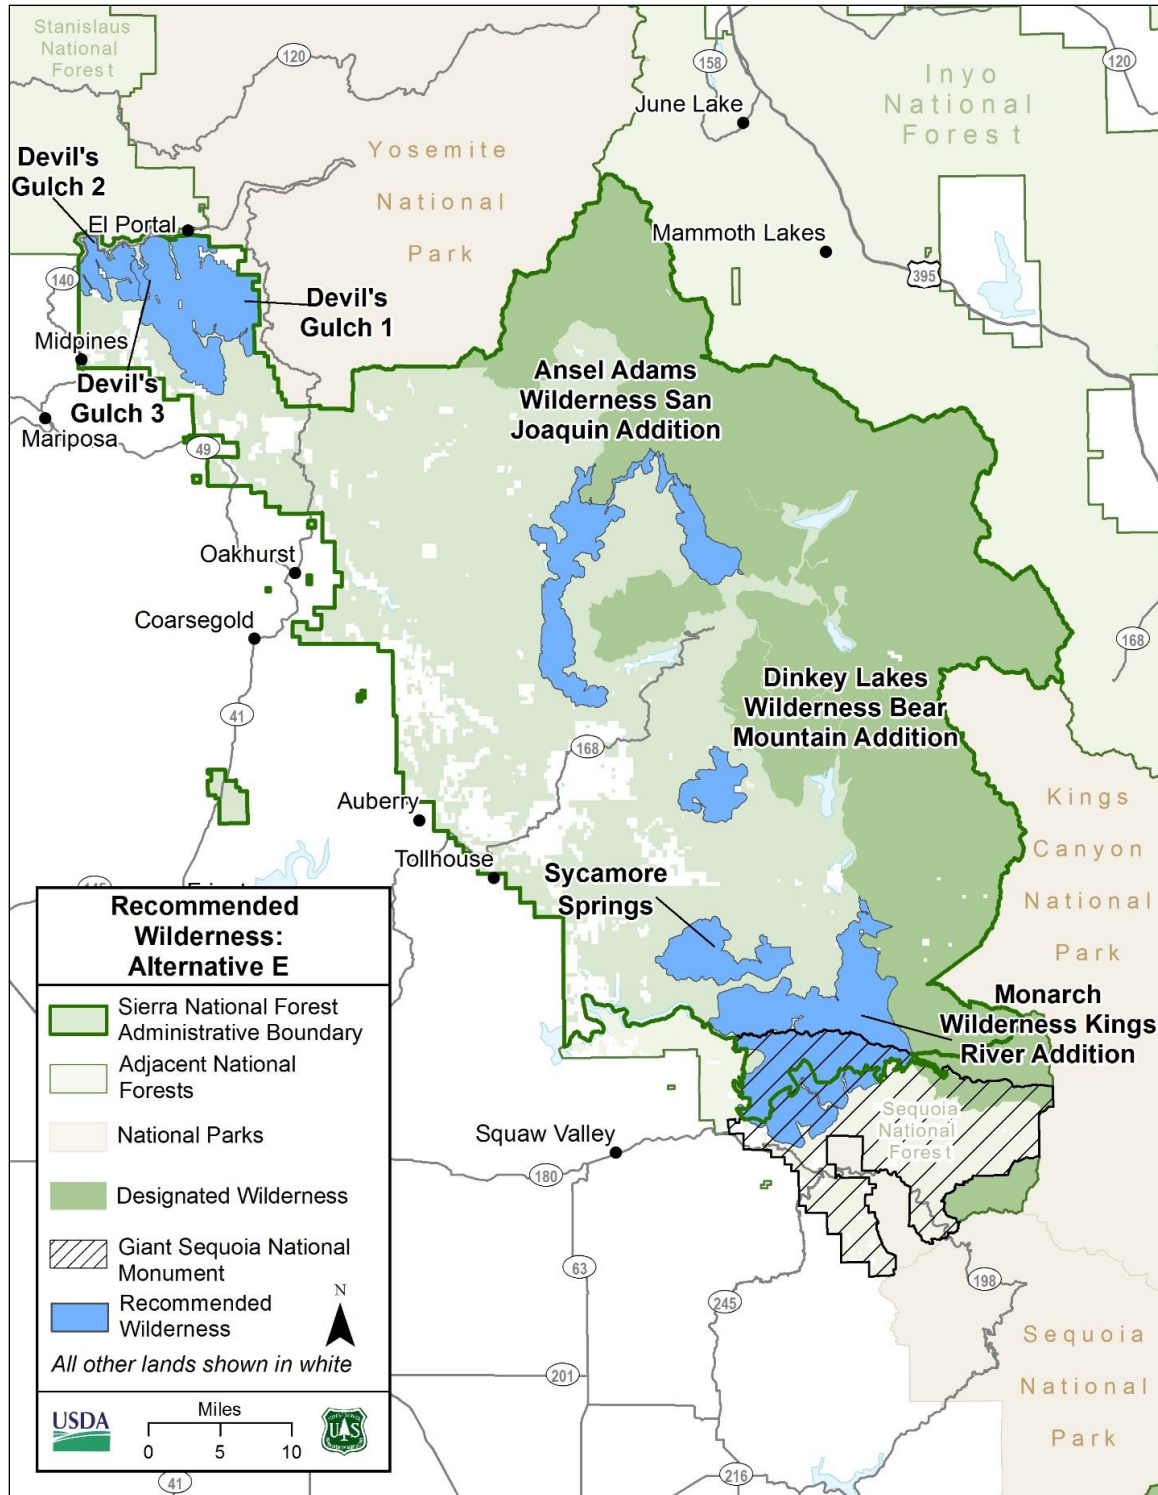 Stanislaus
National
Forest
120
158
120
Inyo
National
Forest
June Lake
Yosemite
National
Park
Devil's
Gulch 2
El Portal
Mammoth Lakes
140
395
Devil's
Gulch 1
Midpines
Devil's
Gulch 3
Mariposa
49
Ansel Adams
Wilderness San
Joaquin Addition
Oakhurst
Coarsegold
168
41
Dinkey Lakes
Wilderness Bear
Mountain Addition
168
Auberry
Tollhouse
Kings
Canyon
National
Park
Sycamore
Springs
Monarch
Wilderness Kings
River Addition
Sequoia
National
Forest
Squaw Valley
180
63
245
198
201
216
41
Sequoia
National
Park
Recommended
Wilderness:
Alternative E
Sierra National Forest
Administrative Boundary
Adjacent National
Forests
National Parks
Designated Wilderness
Giant Sequoia National
Monument
Recommended
Wilderness
N
All other lands shown in white
USDA
Miles
0 5 10
U S